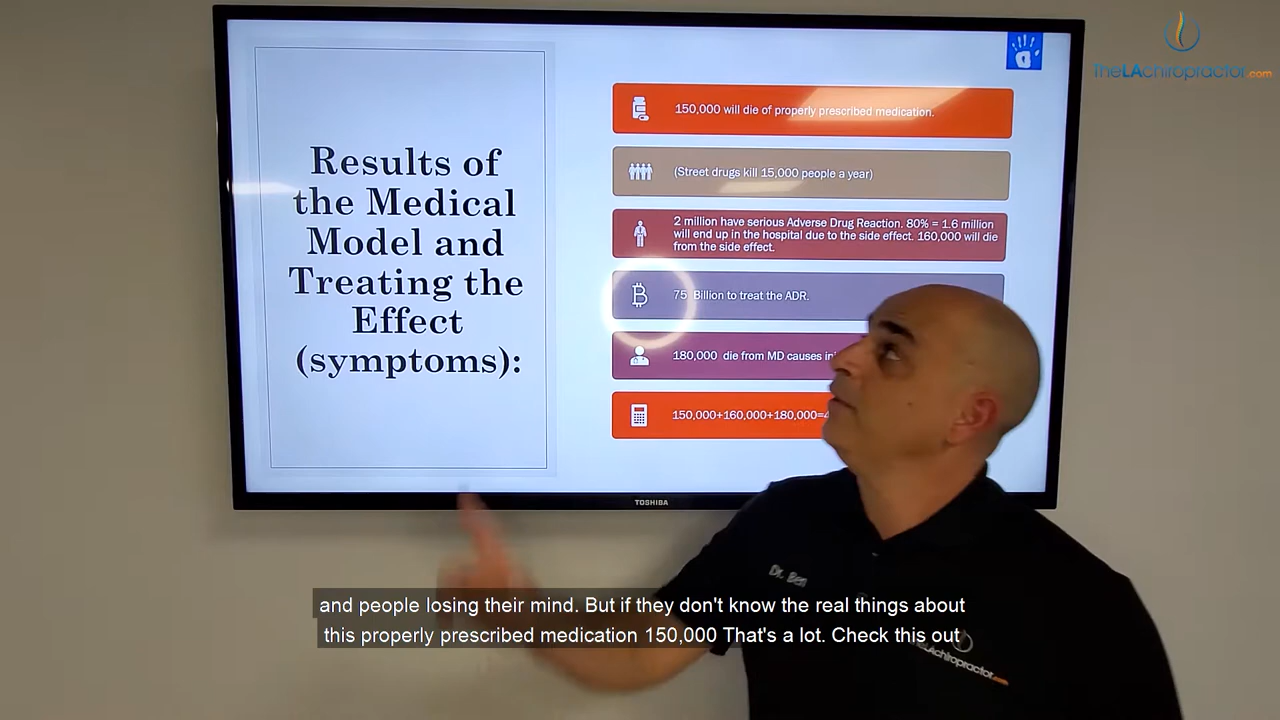 TheLAchiropractor.com
Results of
the Medical
Model and
Treating the
Effect
(symptoms):
150,000 will die of properly prescribed medication.
(Street drugs kill 15,000 people a year)
2 million have serious Adverse Drug Reaction. 80% = 1.6 million
will end up in the hospital due to the side effect. 160,000 will die
from the side effect.
75 Billion to treat the ADR.
180,000 die from MD causes
150,000+160,000+180,000=
TOSHIBA
Dr. Ben
TheLAchiropractor.com
and people losing their mind. But if they don't know the real things about
this properly prescribed medication 150,000 That's a lot. Check this out